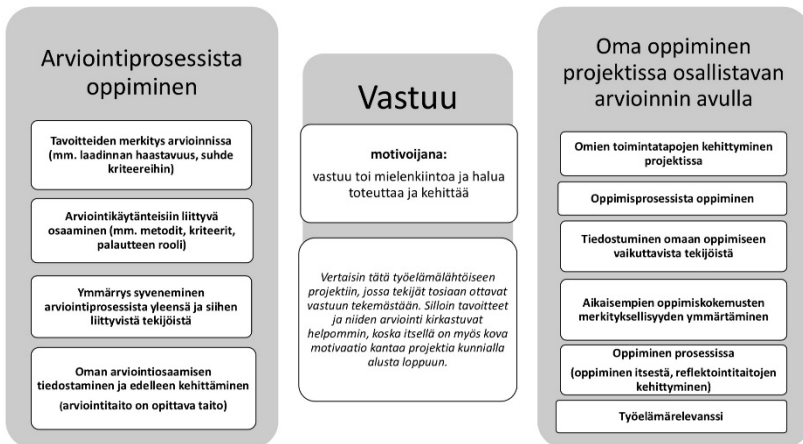 Arviointiprosessista
oppiminen
Tavoitteiden merkitys arvioinnissa
(mm. laadinnan haastavuus, suhde
kriteereihin)
Arviointikäytänteisiin liittyvä
osaaminen (mm. metodit, kriteerit,
palautteen rooli)
Ymmärrys syveneminen
arviointiprosessista yleensä ja siihen
liittyvistä tekijöistä
Oman arviointiosaamisen
tiedostaminen ja edelleen kehittäminen
(arviointitaito on opittava taito)
Vastuu
motivoijana:
vastuu toi mielenkiintoa ja halua
toteuttaa ja kehittää
Vertaisin tätä työelämälähtöiseen
projektiin, jossa tekijät tosiaan ottavat
vastuun tekemästään. Silloin tavoitteet
ja niiden arviointi kirkastuvat
helpommin, koska itsellä on myös kova
motivaatio kantaa projektia kunnialla
alusta loppuun.
Oma oppiminen
projektissa osallistavan
arvioinnin avulla
Omien toimintatapojen kehittyminen
projektissa
Oppimisprosessista oppiminen
Tiedostuminen omaan oppimiseen
vaikuttavista tekijöistä
Aikaisempien oppimiskokemusten
merkityksellisyyden ymmärtäminen
Oppiminen prosessissa
(oppiminen itsestä, reflektointitaitojen
kehittyminen)
Työelämärelevanssi